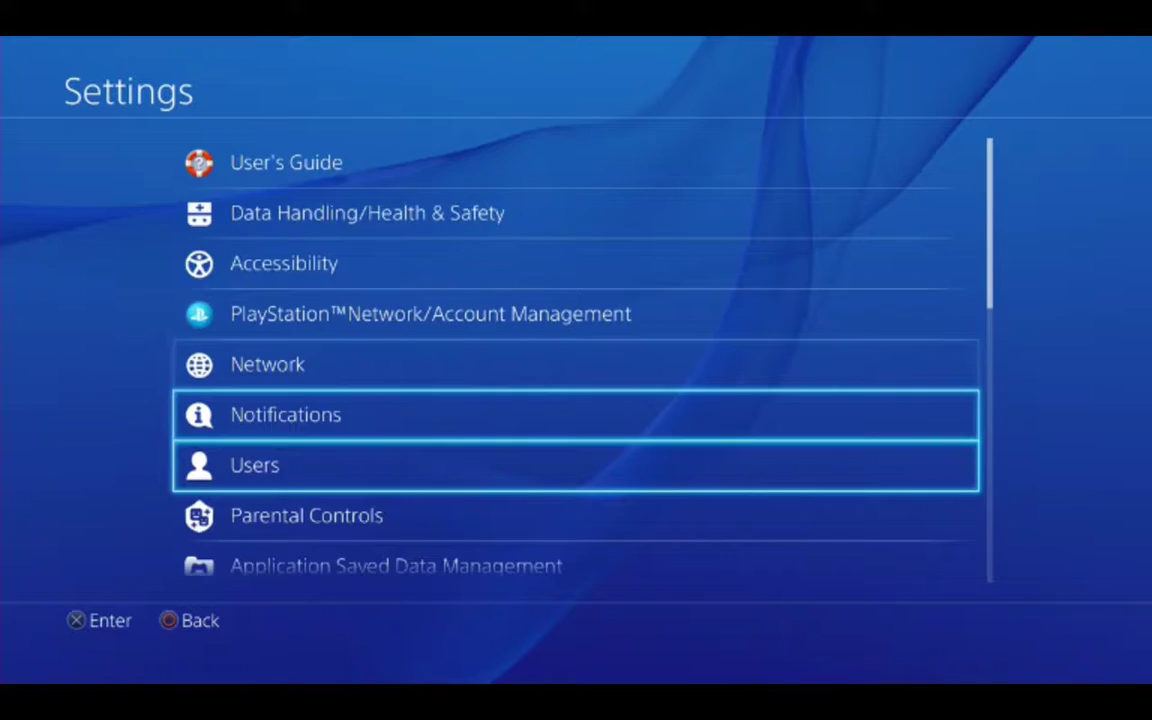 Settings
User's Guide
Data Handling/Health & Safety
Accessibility
PlayStation™Network/Account Management
Network
Notifications
Users
Parental Controls
Application Saved Data Management
Enter Back